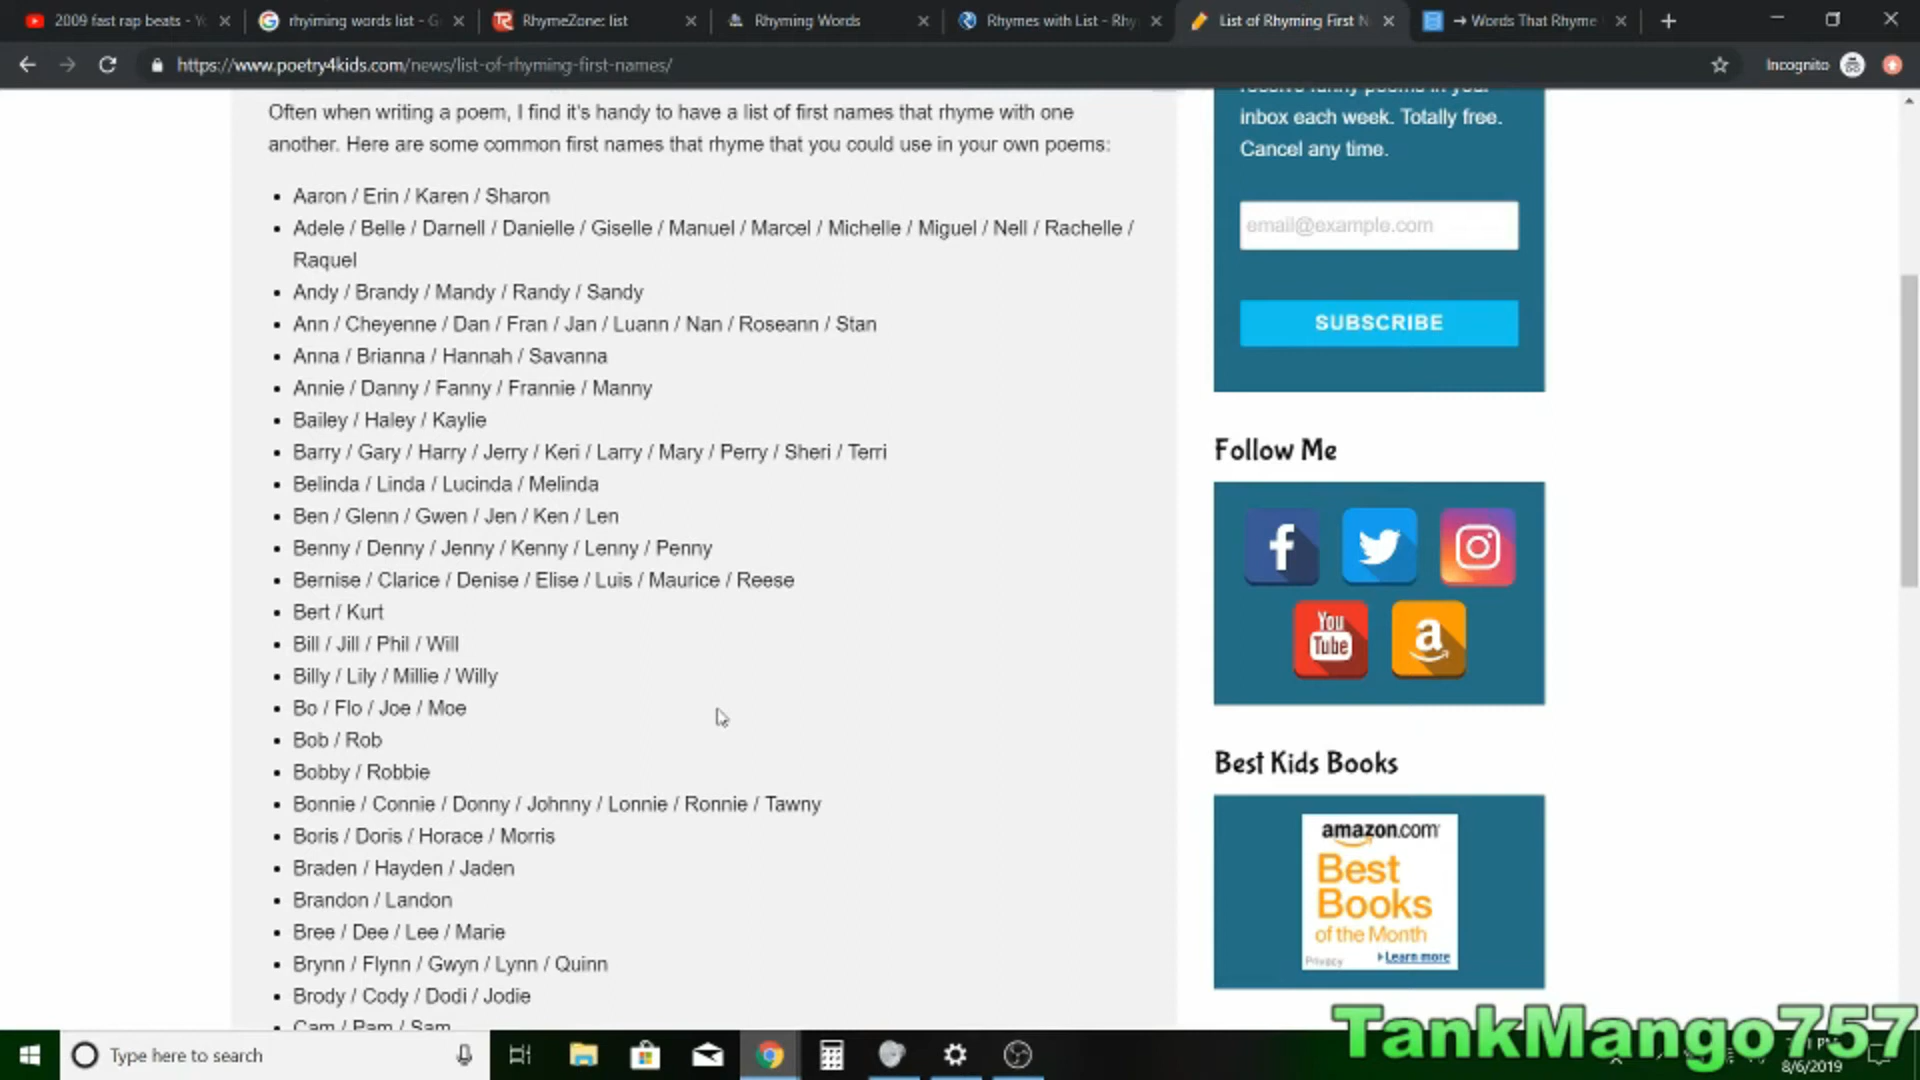 2009 fast rap beats - Y
rhyiming words list - G
RhymeZone: list
Rhyming Words
Rhymes with List - Rhy
List of Rhyming First N
→ Words That Rhyme
https://www.poetry4kids.com/news/list-of-rhyming-first-names/
Incognito
Often when writing a poem, I find it's handy to have a list of first names that rhyme with one
another. Here are some common first names that rhyme that you could use in your own poems:
• Aaron / Erin / Karen / Sharon
• Adele / Belle / Darnell / Danielle / Giselle / Manuel / Marcel / Michelle / Miguel / Nell / Rachelle /
Raquel
• Andy / Brandy / Mandy / Randy / Sandy
• Ann / Cheyenne / Dan / Fran / Jan / Luann / Nan / Roseann / Stan
• Anna / Brianna / Hannah / Savanna
• Annie / Danny / Fanny / Frannie / Manny
• Bailey / Haley / Kaylie
• Barry / Gary / Harry / Jerry / Keri / Larry / Mary / Perry / Sheri / Terri
• Belinda / Linda / Lucinda / Melinda
• Ben / Glenn / Gwen / Jen / Ken / Len
• Benny / Denny / Jenny / Kenny / Lenny / Penny
• Bernise / Clarice / Denise / Elise / Luis / Maurice / Reese
• Bert / Kurt
• Bill / Jill / Phil / Will
• Billy / Lily / Millie / Willy
• Bo / Flo / Joe / Moe
• Bob / Rob
• Bobby / Robbie
• Bonnie / Connie / Donny / Johnny / Lonnie / Ronnie / Tawny
• Boris / Doris / Horace / Morris
• Braden / Hayden / Jaden
• Brandon / Landon
• Bree / Dee / Lee / Marie
• Brynn / Flynn / Gwyn / Lynn / Quinn
• Brody / Cody / Dodi / Jodie
• Cam / Pam / Sam
receive funny poems in your
inbox each week. Totally free.
Cancel any time.
email@example.com
SUBSCRIBE
Follow Me
You
Tube
Best Kids Books
amazon.com
Best
Books
of the Month
Privacy
Learn more
TankMango757
Type here to search
PM
8/6/2019